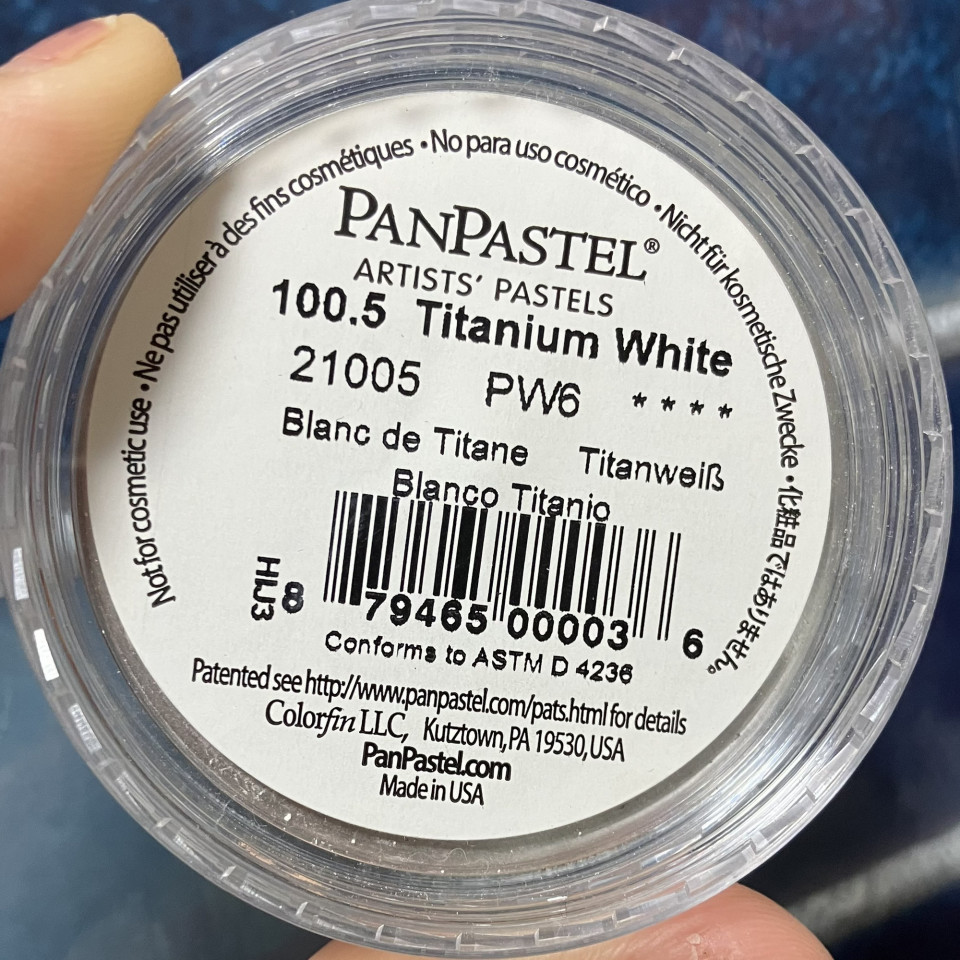 Not for cosmetic use • Ne pas utiliser à des fins cosmétiques • No para uso cosmético • Nicht für kosmetische Zwecke • 化粧品ではありません。
PANPASTEL®
ARTISTS' PASTELS
100.5 Titanium White
21005 PW6 * * * *
Blanc de Titane Titanweiß
Blanco Titanio
HU3
8 79465 00003 6
Conforms to ASTM D 4236
Patented see http://www.panpastel.com/pats.html for details
Colorfin LLC, Kutztown, PA 19530, USA
PanPastel.com
Made in USA